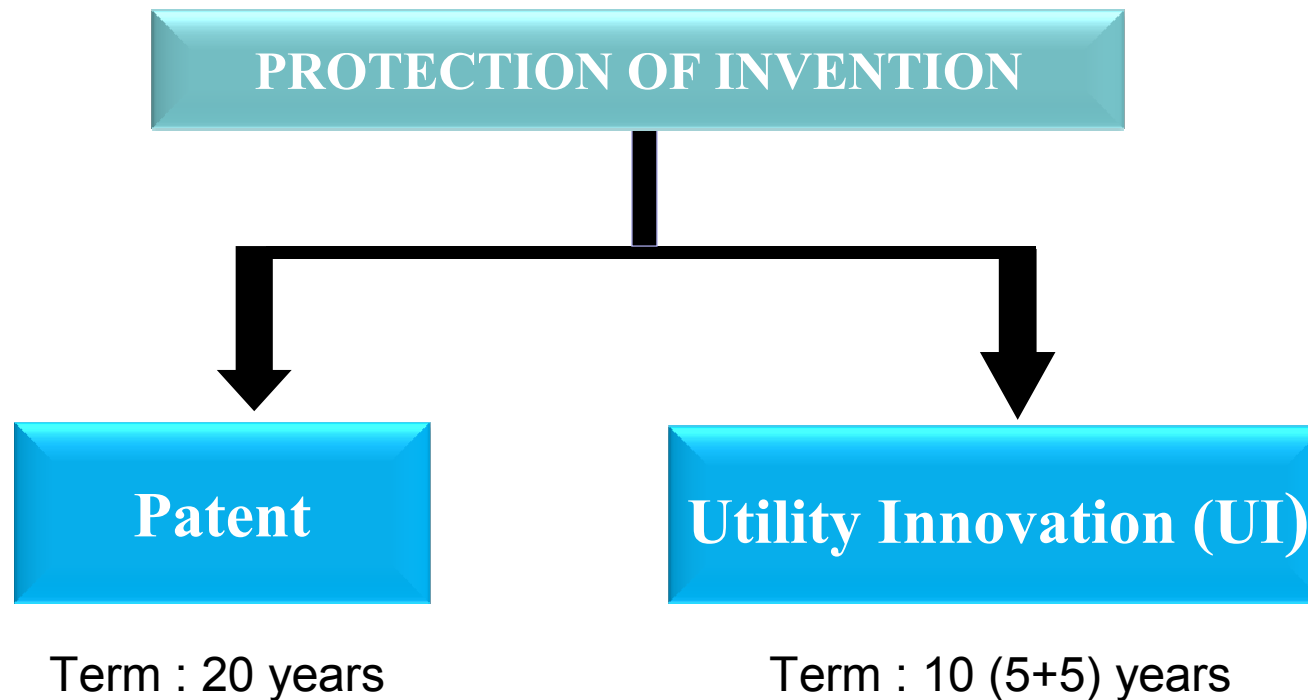 PROTECTION OF INVENTION
Patent
Utility Innovation (UI)
Term : 20 years
Term : 10 (5+5) years